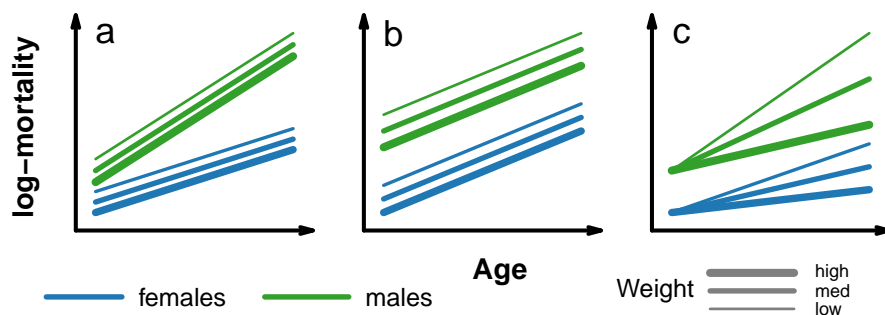 a
b
c
log−mortality
Age
females
males
Weight
high
med
low